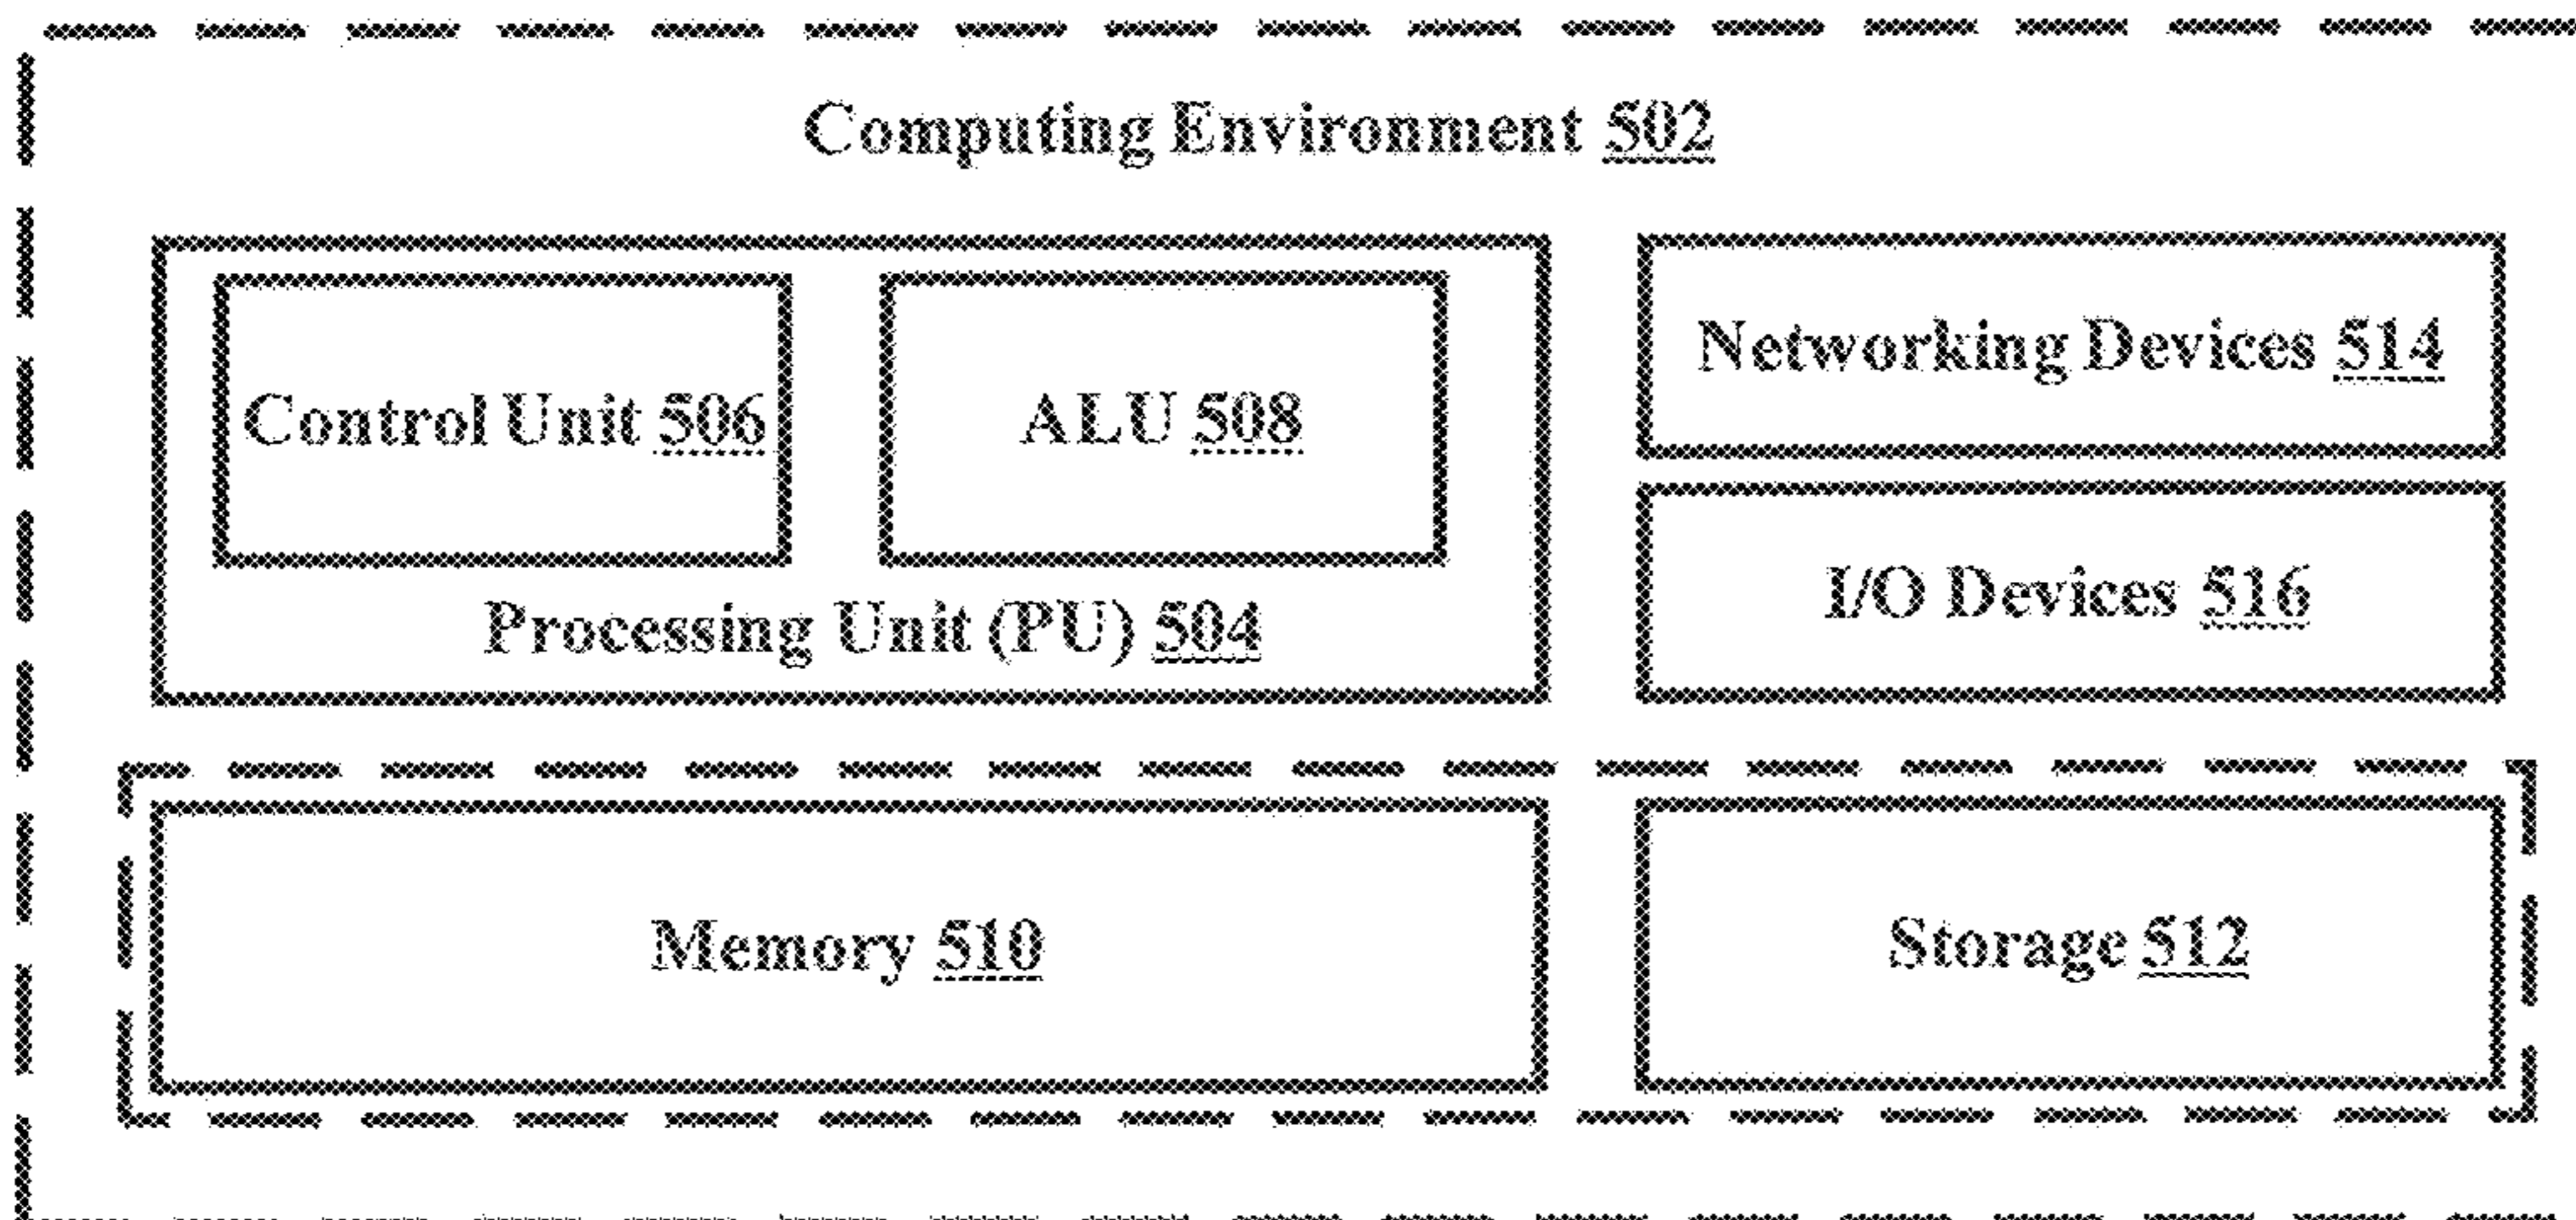 Computing Environment 502
Control Unit 506
ALU 508
Processing Unit (PU) 504
Networking Devices 514
I/O Devices 516
Memory 510
Storage 512